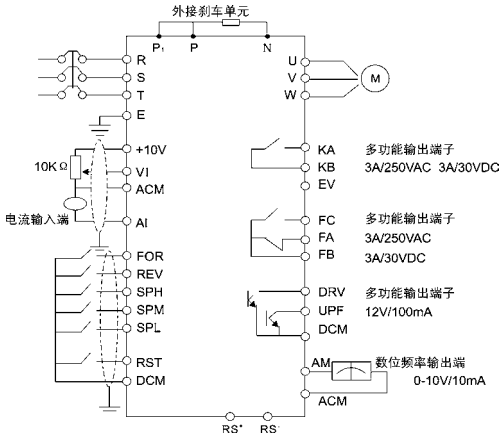 外接刹车单元
P1 P N
R
S
T
E
U
V
W
M
+10V
10KΩ
VI
ACM
电流输入端
AI
FOR
REV
SPH
SPM
SPL
RST
DCM
KA 多功能输出端子
KB 3A/250VAC 3A/30VDC
EV
FC 多功能输出端子
FA 3A/250VAC
FB 3A/30VDC
DRV 多功能输出端子
UPF 12V/100mA
DCM
AM 数位频率输出端
0-10V/10mA
ACM
RS+ RS-